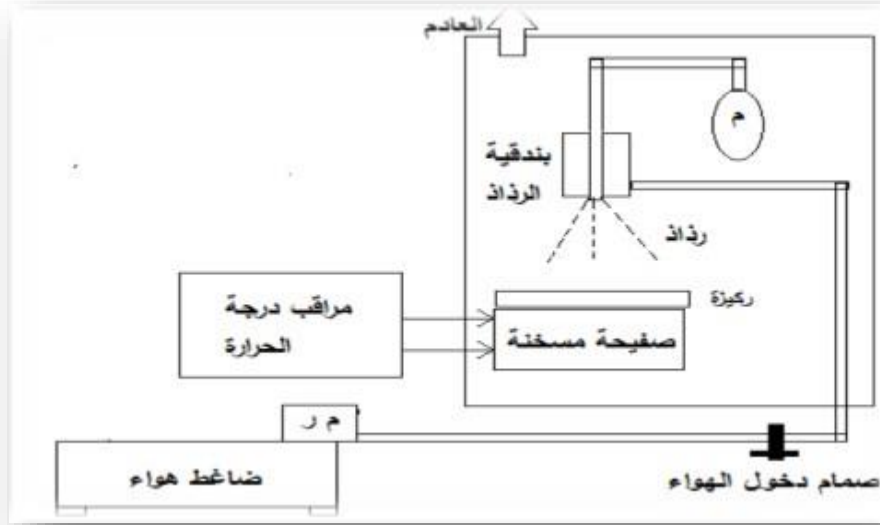 العادم
م
بندقية
الرذاذ
رذاذ
ركيزة
مراقب درجة
الحرارة
صفيحة مسخنة
م ر
ضاغط هواء
صمام دخول الهواء